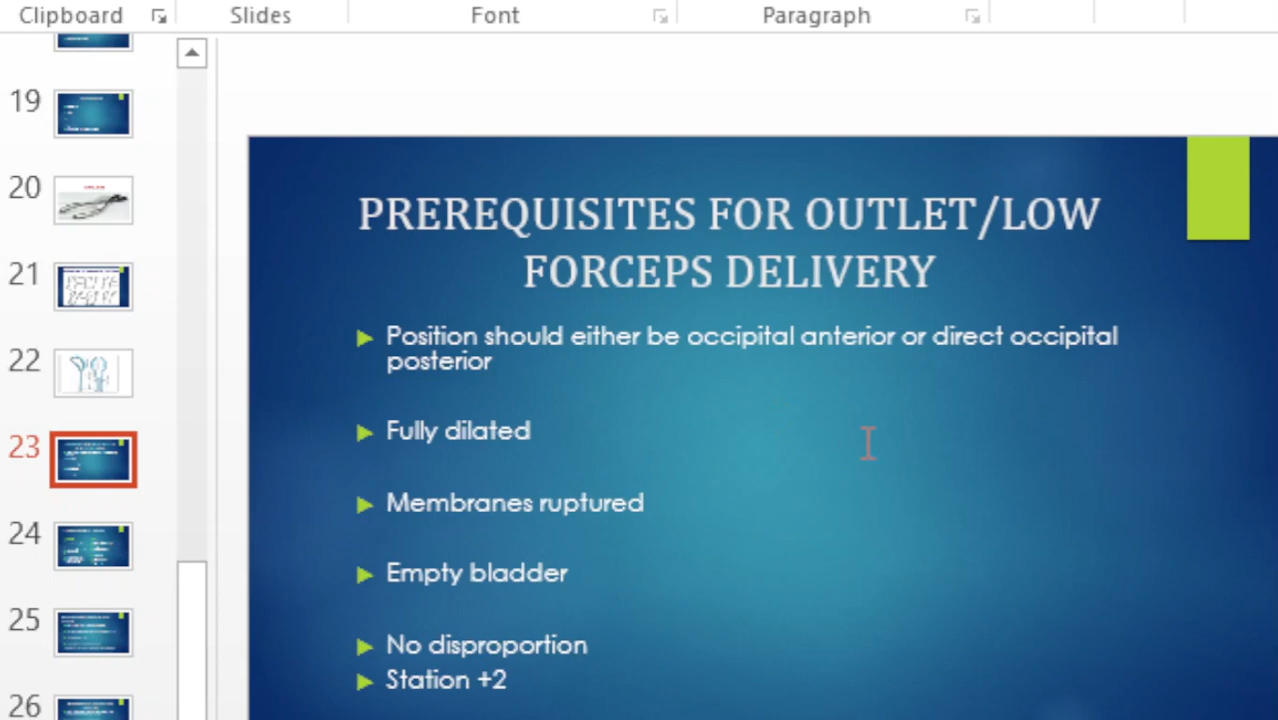 Clipboard
Slides
Font
Paragraph
19
20
21
22
23
24
25
26
PREREQUISITES FOR OUTLET/LOW
FORCEPS DELIVERY
Position should either be occipital anterior or direct occipital
posterior
Fully dilated
Membranes ruptured
Empty bladder
No disproportion
Station +2